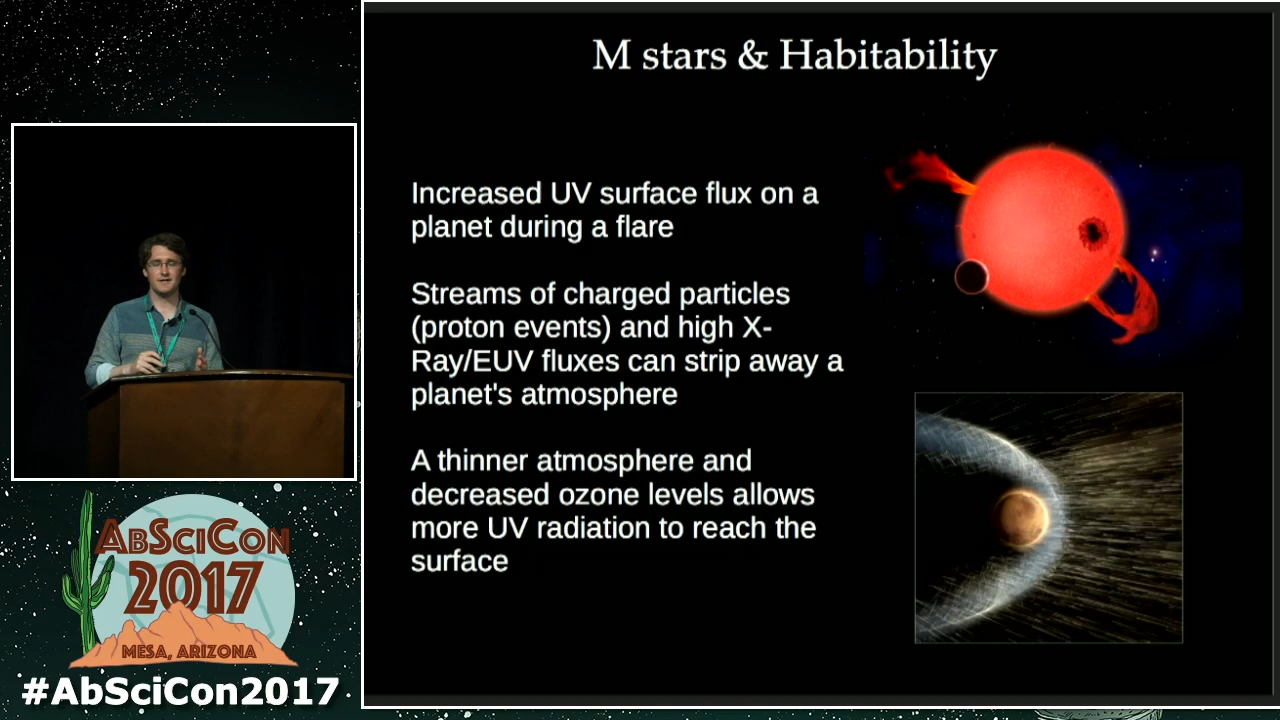 M stars & Habitability
Increased UV surface flux on a
planet during a flare
Streams of charged particles
(proton events) and high X-
Ray/EUV fluxes can strip away a
planet's atmosphere
A thinner atmosphere and
decreased ozone levels allows
more UV radiation to reach the
surface
AbSciCon
2017
MESA, ARIZONA
#AbSciCon2017